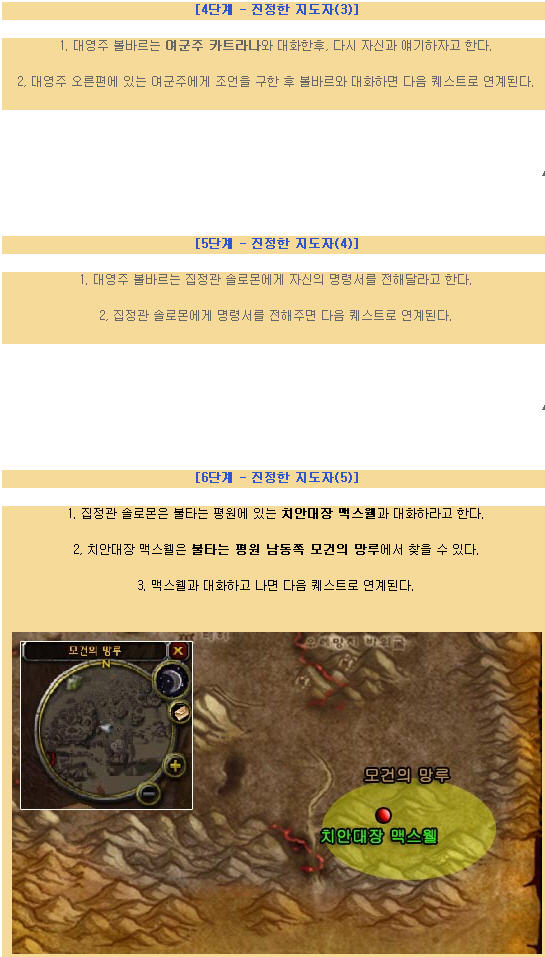 [4단계 - 진정한 지도자(3)]
1. 대영주 볼바르는 여군주 카트라나와 대화한후, 다시 자신과 얘기하자고 한다.
2. 대영주 오른편에 있는 여군주에게 조언을 구한 후 볼바르와 대화하면 다음 퀘스트로 연계된다.
[5단계 - 진정한 지도자(4)]
1. 대영주 볼바르는 집정관 솔로몬에게 자신의 명령서를 전해달라고 한다.
2. 집정관 솔로몬에게 명령서를 전해주면 다음 퀘스트로 연계된다.
[6단계 - 진정한 지도자(5)]
1. 집정관 솔로몬은 불타는 평원에 있는 치안대장 맥스웰과 대화하라고 한다.
2. 치안대장 맥스웰은 불타는 평원 남동쪽 모건의 망루에서 찾을 수 있다.
3. 맥스웰과 대화하고 나면 다음 퀘스트로 연계된다.
모건의 망루
N
모건의 망루
치안대장 맥스웰